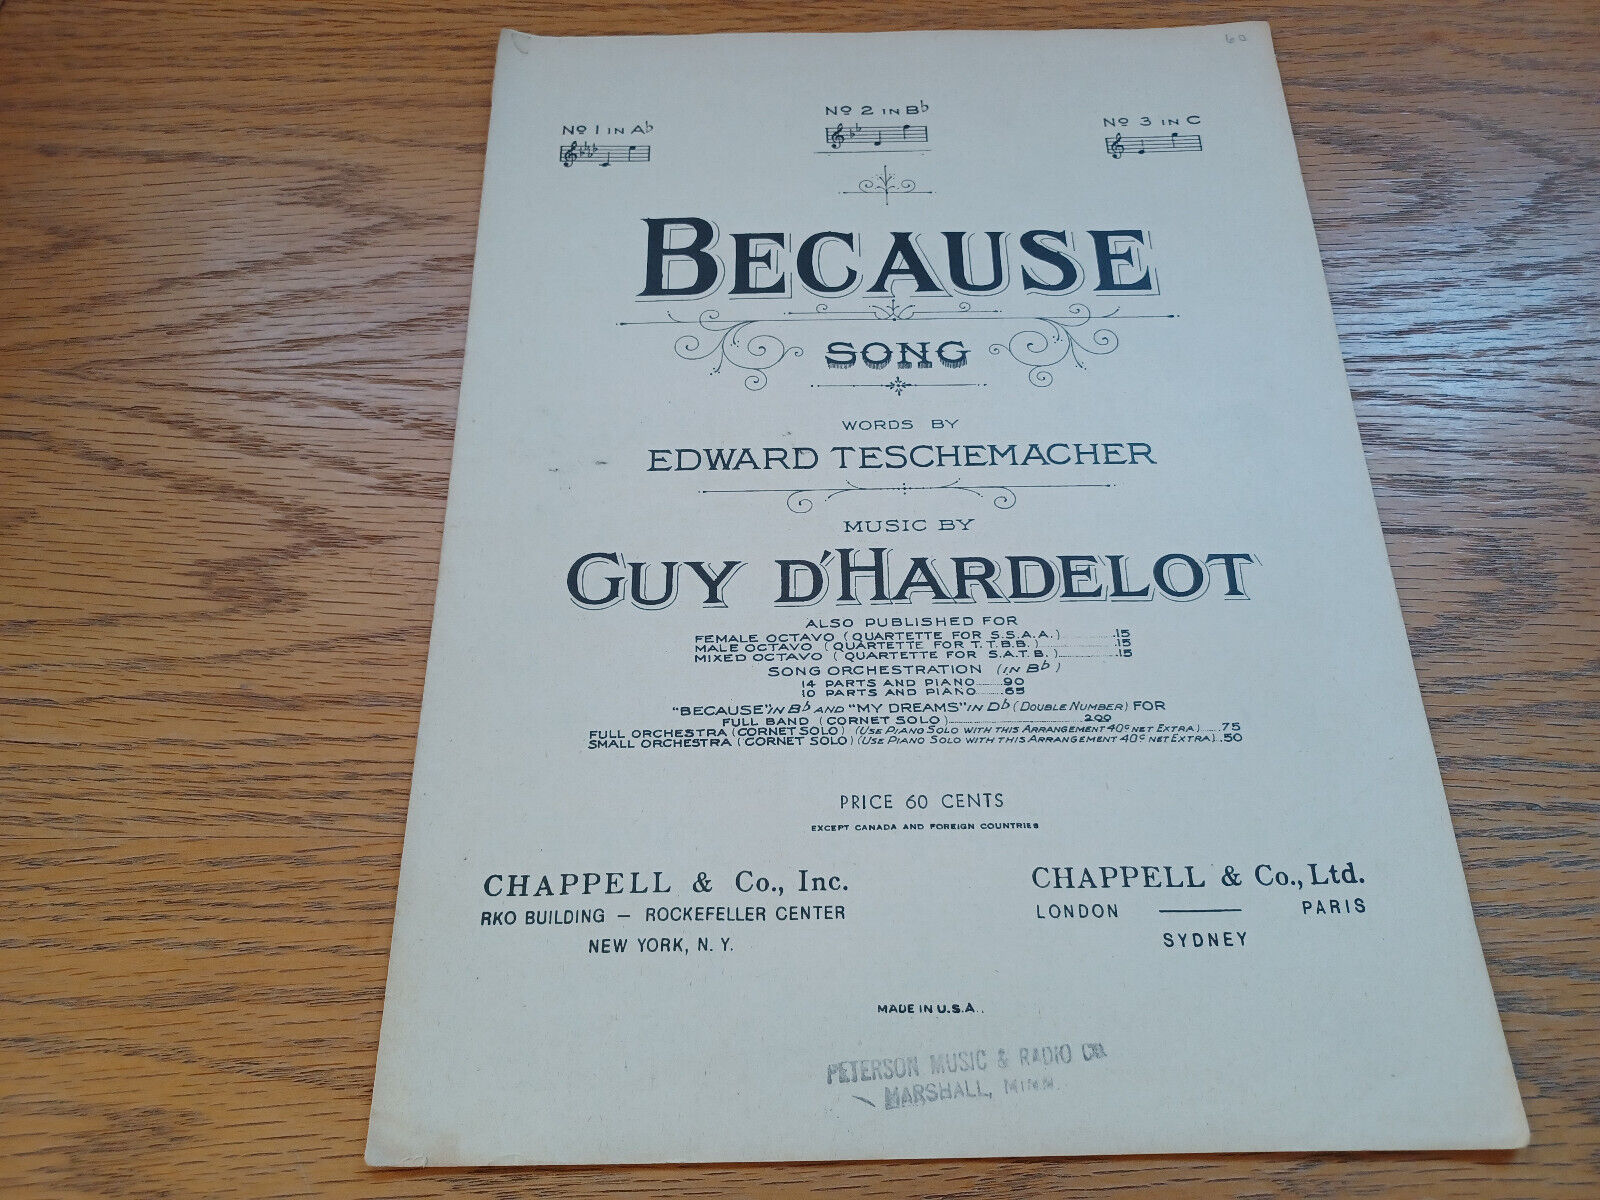 60
No 1 IN A♭
No 2 IN B♭
No 3 IN C
BECAUSE
SONG
WORDS BY
EDWARD TESCHEMACHER
MUSIC BY
GUY D'HARDELOT
ALSO PUBLISHED FOR
FEMALE OCTAVO (QUARTETTE FOR S.S.A.A.) .15
MALE OCTAVO (QUARTETTE FOR T.T.B.B.) .15
MIXED OCTAVO (QUARTETTE FOR S.A.T.B.) .15
SONG ORCHESTRATION (IN B♭)
14 PARTS AND PIANO .90
10 PARTS AND PIANO .65
"BECAUSE" IN B♭ AND "MY DREAMS" IN D♭ (DOUBLE NUMBER) FOR
FULL BAND (CORNET SOLO) 2.00
FULL ORCHESTRA (CORNET SOLO) (USE PIANO SOLO WITH THIS ARRANGEMENT 40c NET EXTRA) .75
SMALL ORCHESTRA (CORNET SOLO) (USE PIANO SOLO WITH THIS ARRANGEMENT 40c NET EXTRA) .50
PRICE 60 CENTS
EXCEPT CANADA AND FOREIGN COUNTRIES
CHAPPELL & Co., Inc.
RKO BUILDING — ROCKEFELLER CENTER
NEW YORK, N. Y.
CHAPPELL & Co., Ltd.
LONDON — PARIS
SYDNEY
MADE IN U.S.A.
PETERSON MUSIC & RADIO CO.
MARSHALL, MINN.